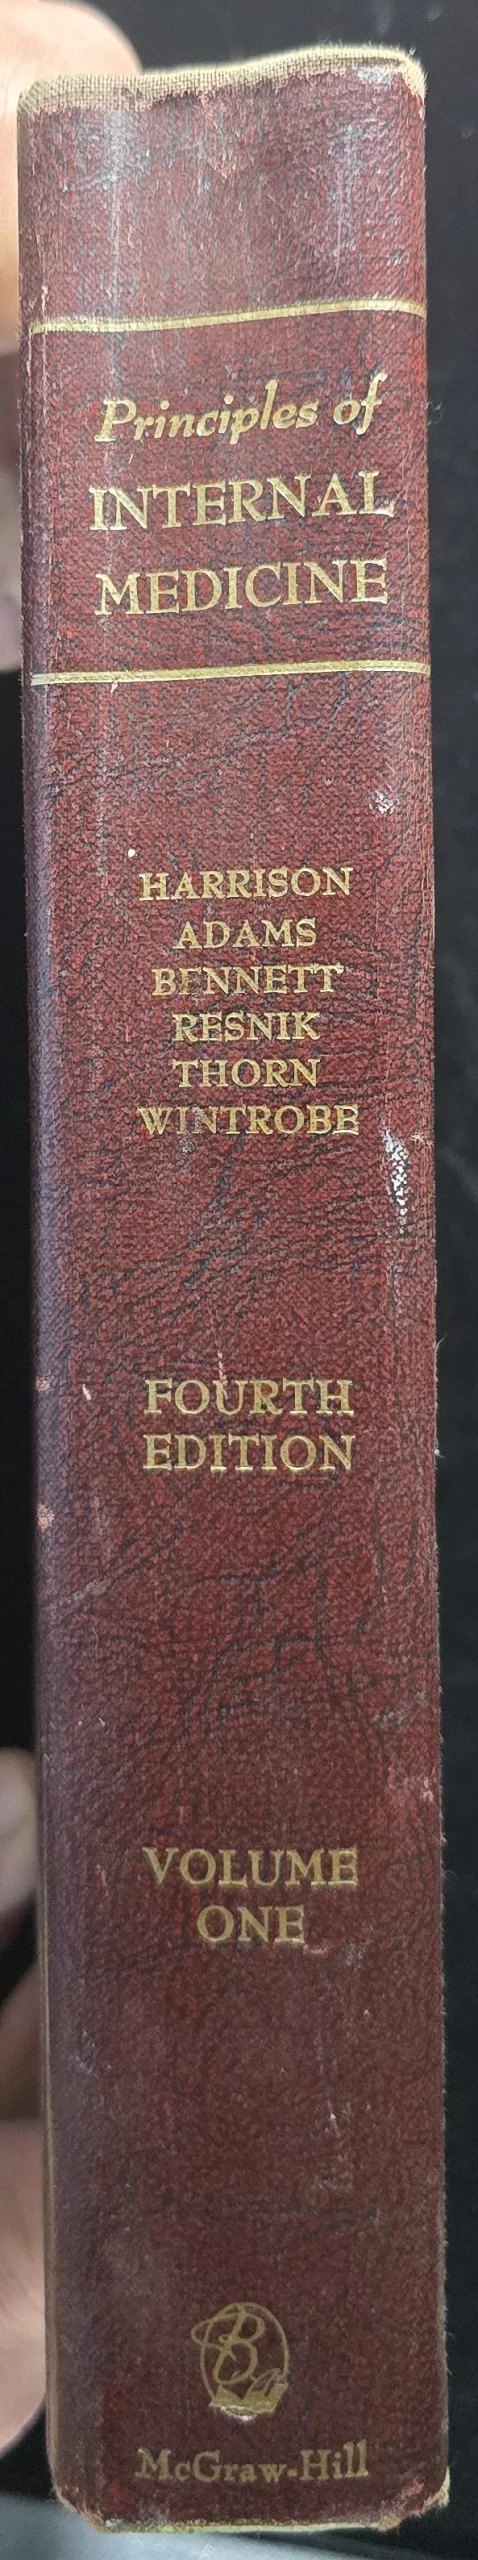 Principles of
INTERNAL
MEDICINE
HARRISON
ADAMS
BENNETT
RESNIK
THORN
WINTROBE
FOURTH
EDITION
VOLUME
ONE
B
McGraw-Hill